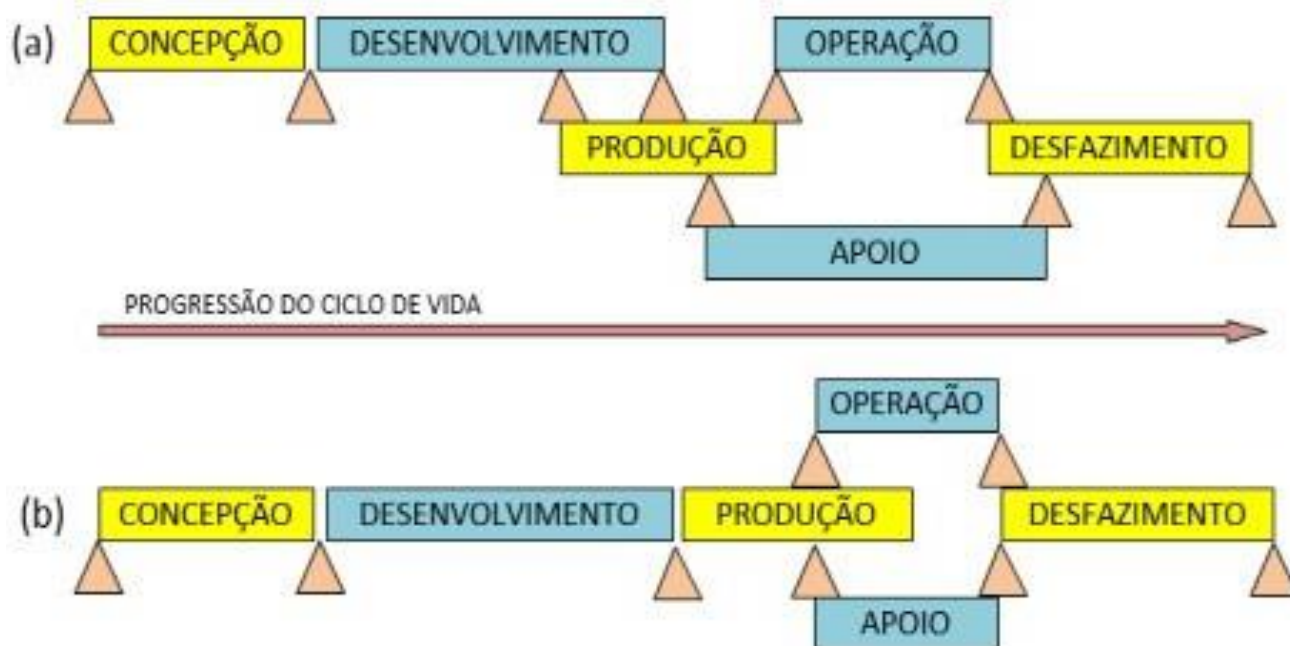 (a) CONCEPÇÃO DESENVOLVIMENTO OPERAÇÃO
PRODUÇÃO DESFAZIMENTO
APOIO
PROGRESSÃO DO CICLO DE VIDA
OPERAÇÃO
(b) CONCEPÇÃO DESENVOLVIMENTO PRODUÇÃO DESFAZIMENTO
APOIO